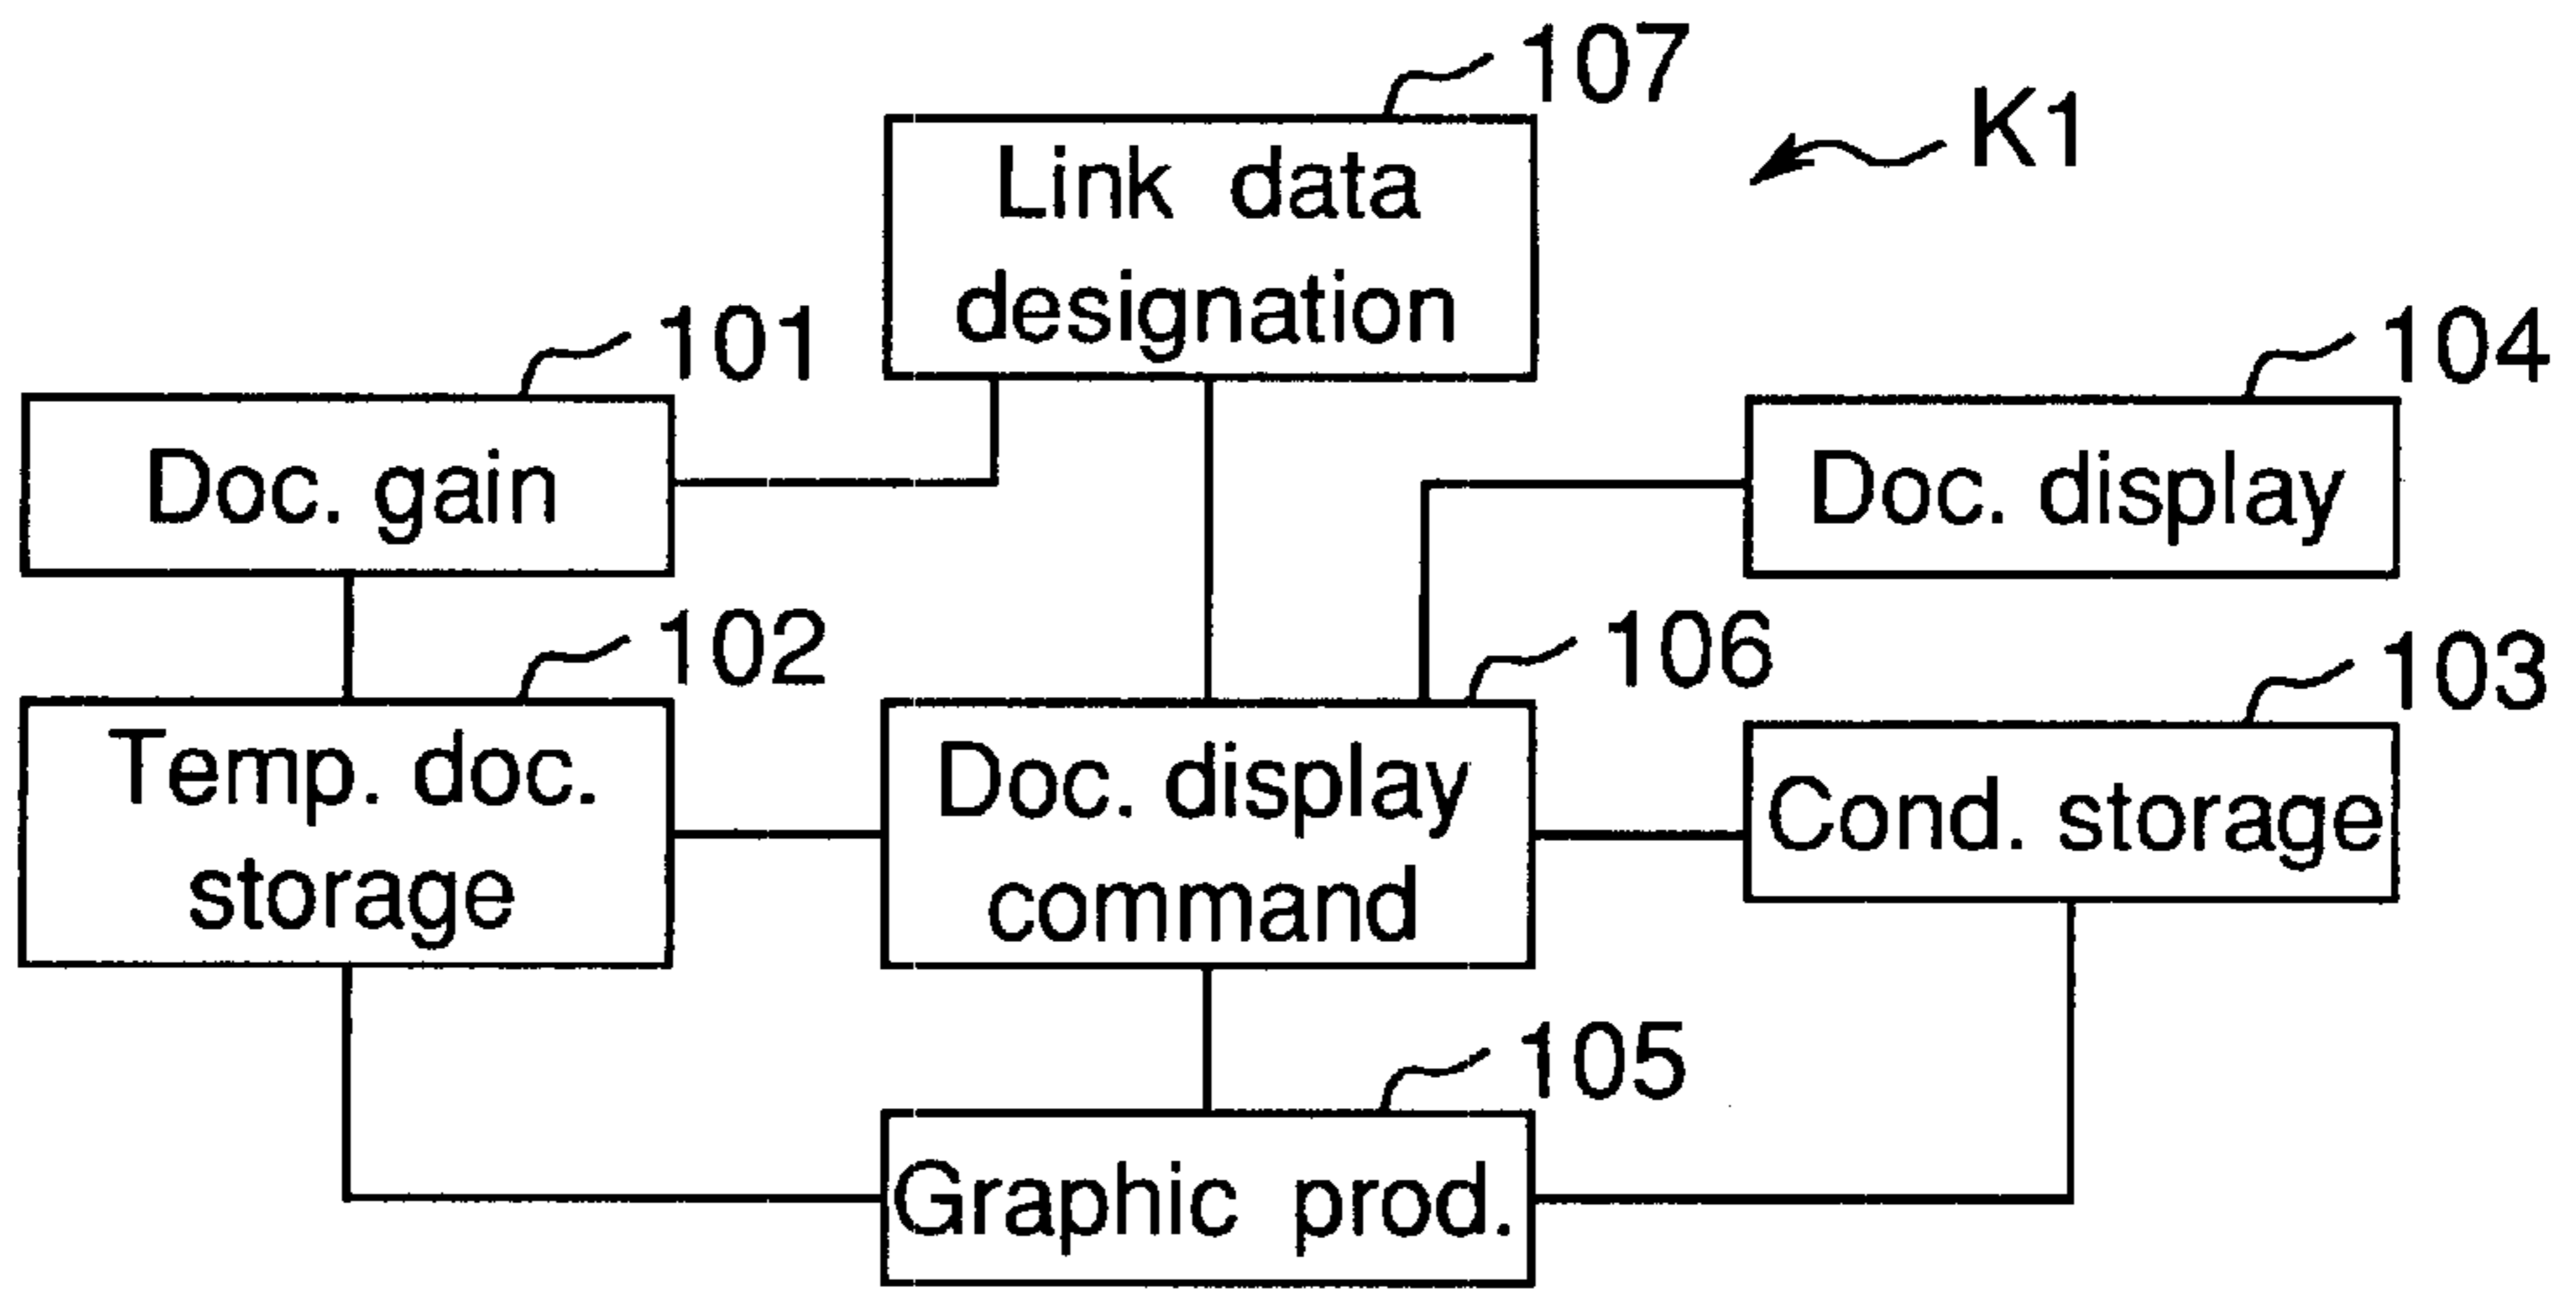 107
K1
Link data
designation
101
104
Doc. gain
Doc. display
102
106
103
Temp. doc.
storage
Doc. display
command
Cond. storage
105
Graphic prod.